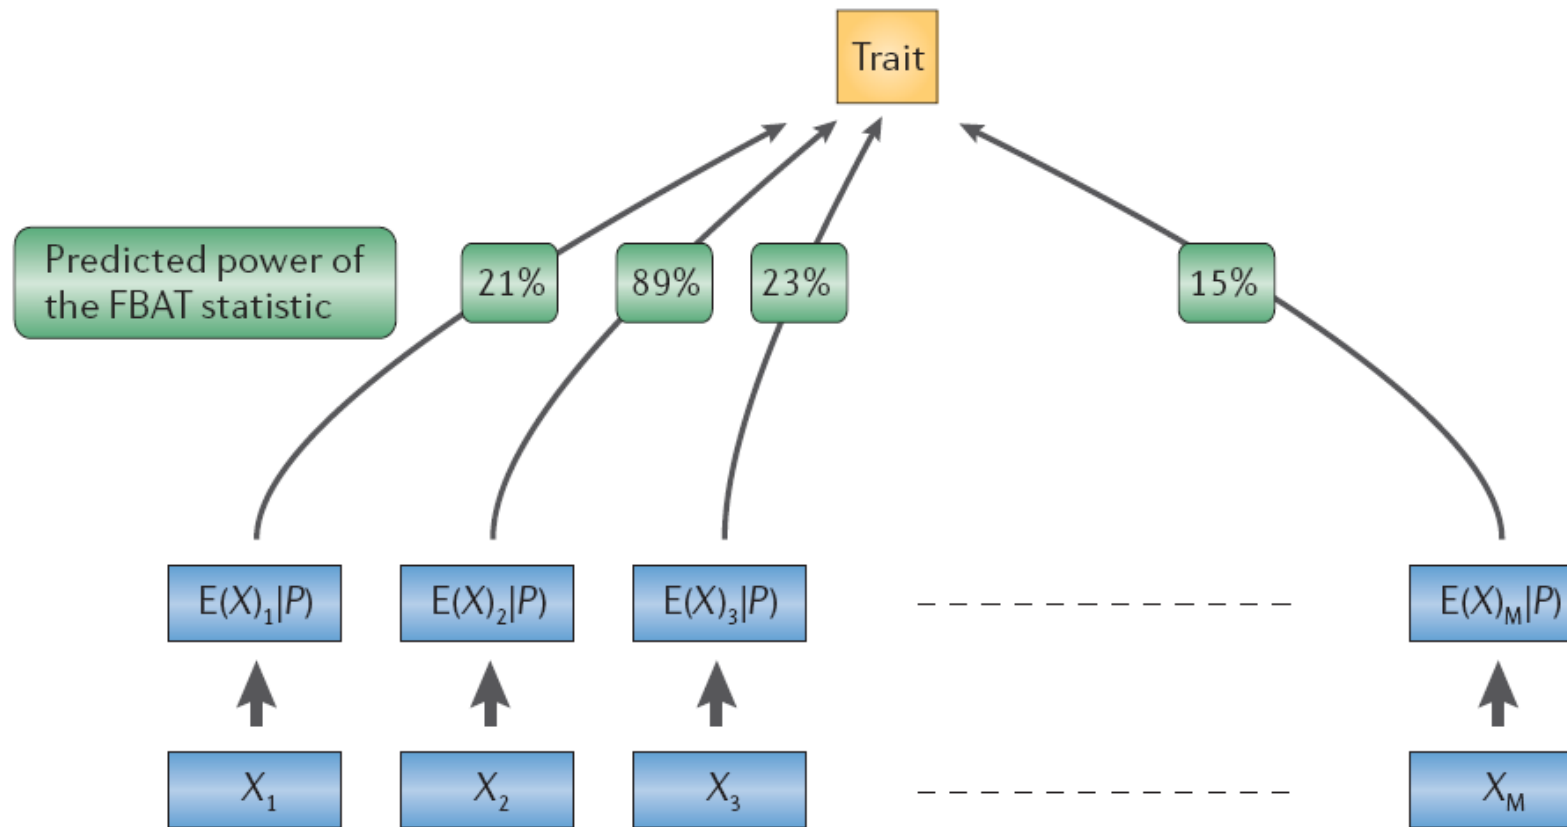 Trait
Predicted power of
the FBAT statistic
21%
89%
23%
15%
E(X)₁|P)
E(X)₂|P)
E(X)₃|P)
E(X)M|P)
X₁
X₂
X₃
XM